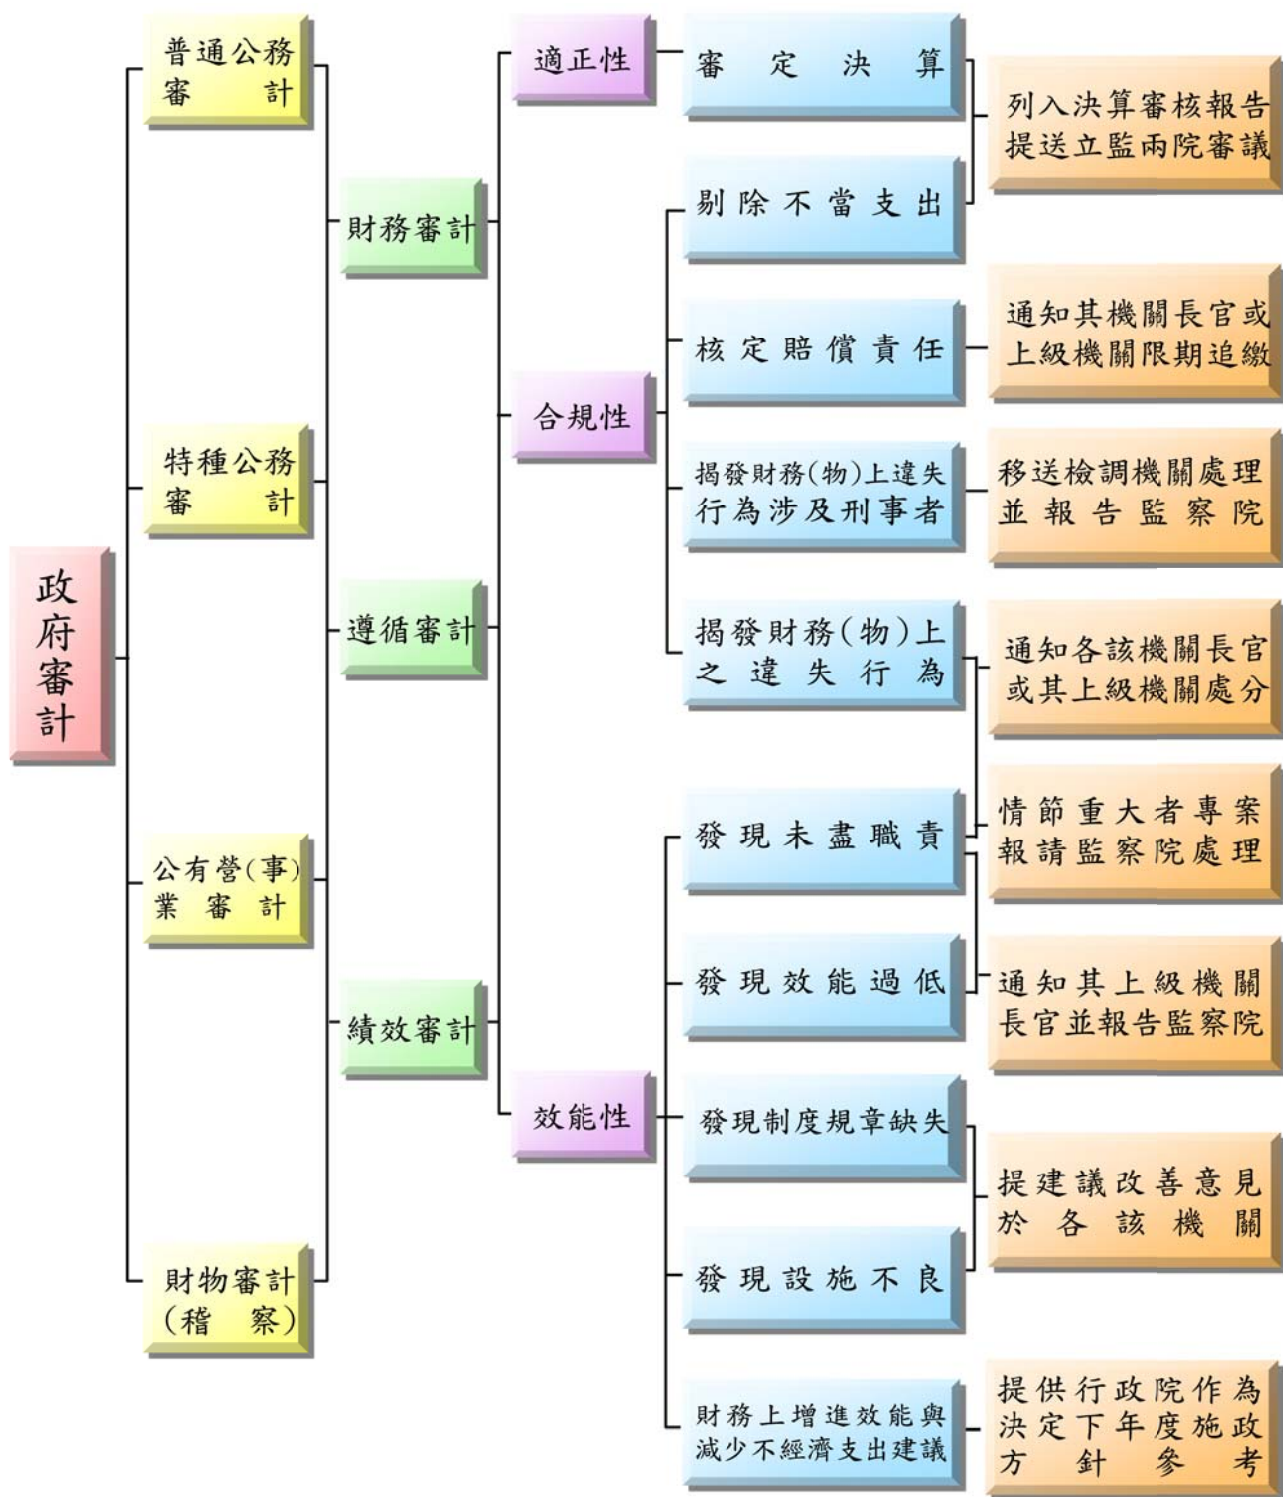 政府審計
普通公務
審計
特種公務
審計
公有營(事)
業審計
財物審計
(稽察)
財務審計
遵循審計
績效審計
適正性
合規性
效能性
審定決算
剔除不當支出
核定賠償責任
揭發財務(物)上違失
行為涉及刑事者
揭發財務(物)上
之違失行為
發現未盡職責
發現效能過低
發現制度規章缺失
發現設施不良
財務上增進效能與
減少不經濟支出建議
列入決算審核報告
提送立監兩院審議
通知其機關長官或
上級機關限期追繳
移送檢調機關處理
並報告監察院
通知各該機關長官
或其上級機關處分
情節重大者專案
報請監察院處理
通知其上級機關
長官並報告監察院
提建議改善意見
於各該機關
提供行政院作為
決定下年度施政
方針參考